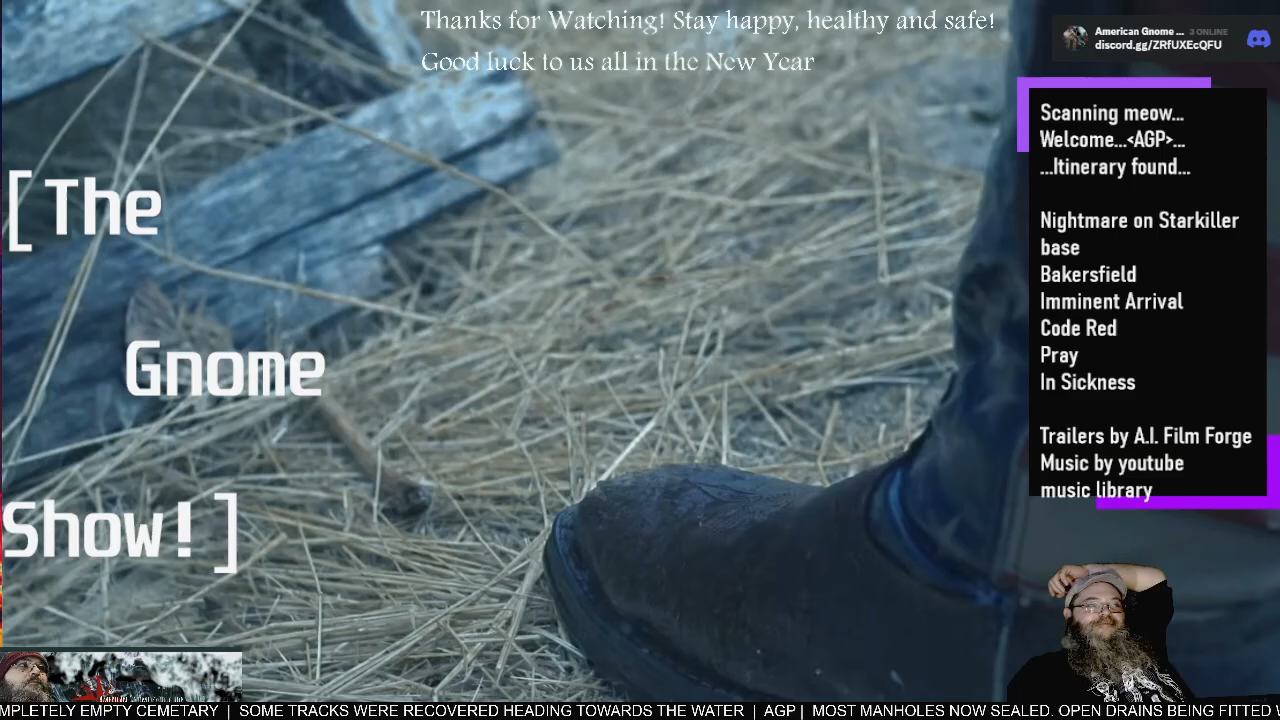 Thanks for Watching! Stay happy, healthy and safe!
Good luck to us all in the New Year
American Gnome ... 3 ONLINE
discord.gg/ZRfUXEcQFU
[The
Gnome
Show!]
Scanning meow...
Welcome...<AGP>...
...Itinerary found...
Nightmare on Starkiller
base
Bakersfield
Imminent Arrival
Code Red
Pray
In Sickness
Trailers by A.I. Film Forge
Music by youtube
music library
MPLETELY EMPTY CEMETARY | SOME TRACKS WERE RECOVERED HEADING TOWARDS THE WATER | AGP | MOST MANHOLES NOW SEALED. OPEN DRAINS BEING FITTED